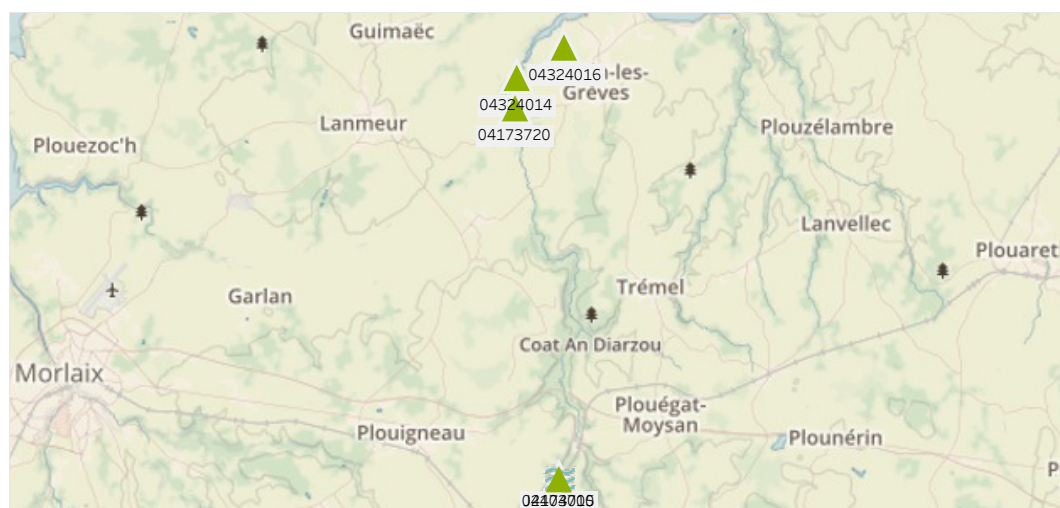 Guimaëc
04324016
n-les-
Grèves
04324014
Lanmeur
04173720
Plouzélambre
Plouezoc'h
Lanvellec
Plouaret
Trémel
Garlan
Coat An Diarzou
Morlaix
Plouégat-
Moysan
Plouigneau
Plounérin
P